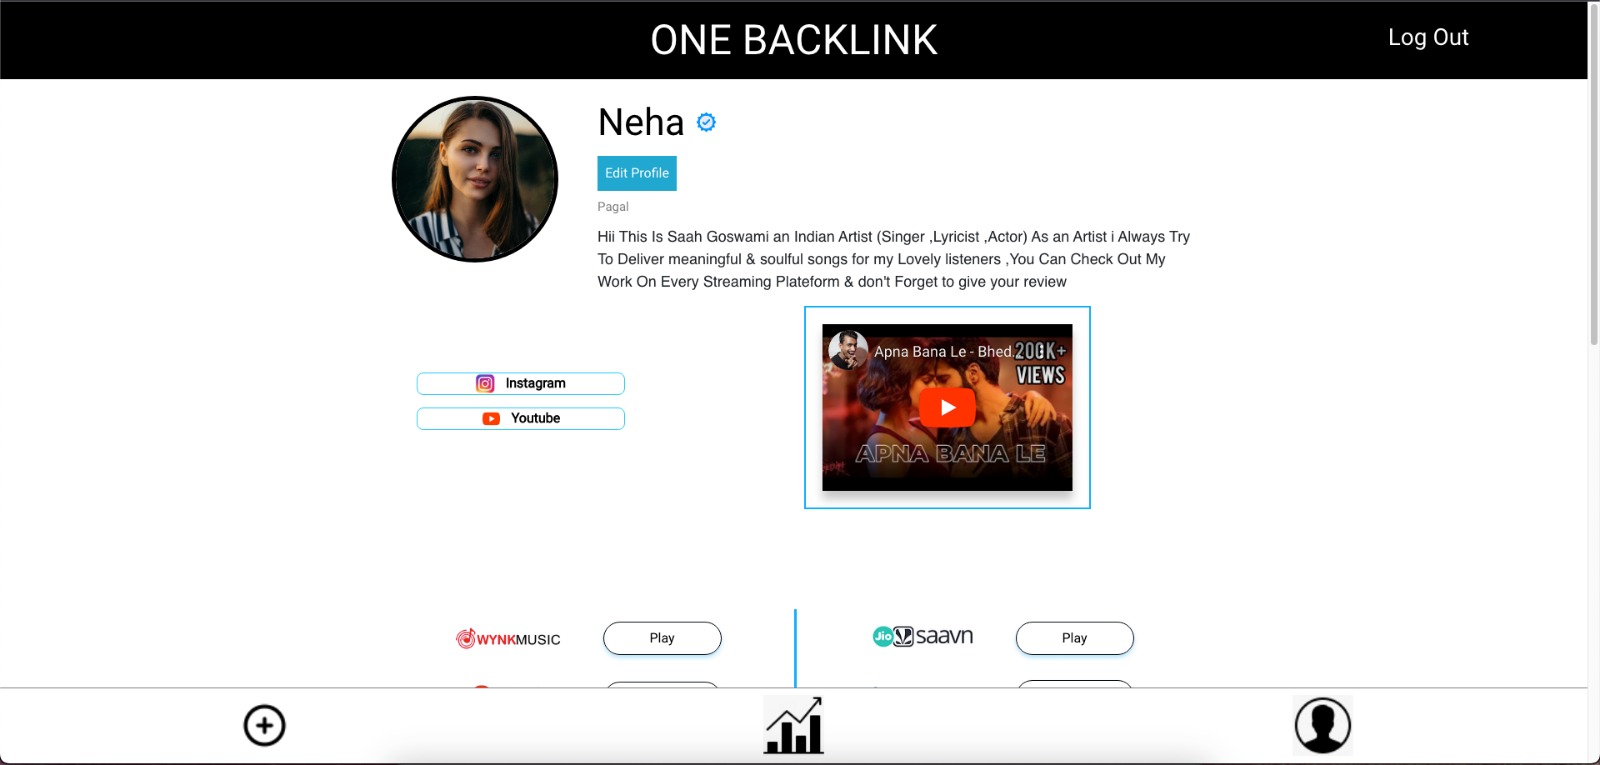 ONE BACKLINK
Log Out
Neha
Edit Profile
Pagal
Hii This Is Saah Goswami an Indian Artist (Singer ,Lyricist ,Actor) As an Artist i Always Try
To Deliver meaningful & soulful songs for my Lovely listeners ,You Can Check Out My
Work On Every Streaming Plateform & don't Forget to give your review
Instagram
Youtube
Apna Bana Le - Bhed...
200K+
VIEWS
APNA BANA LE
WYNKMUSIC
Play
Jio saavn
Play